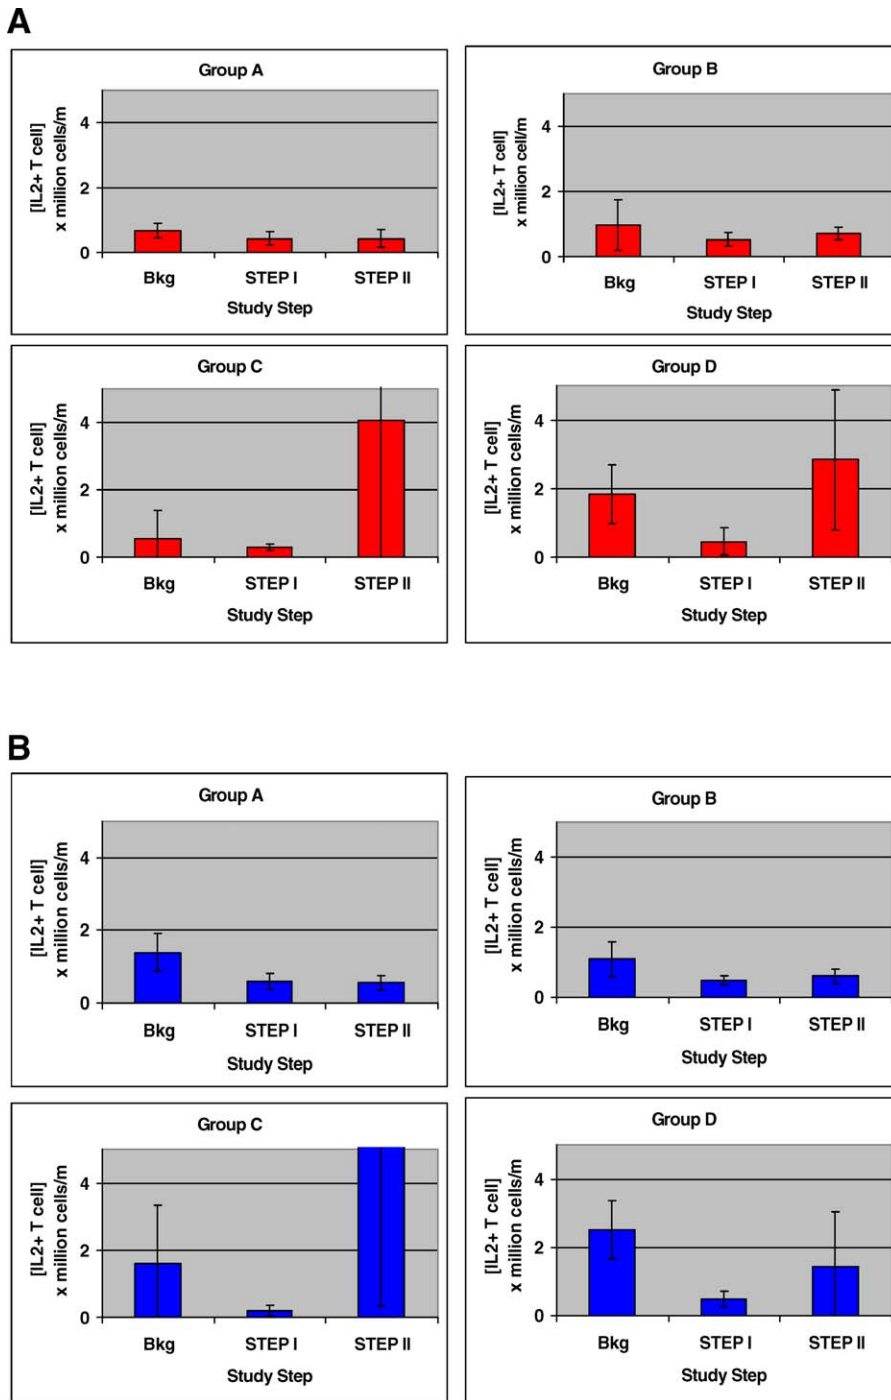 A
Group A
[IL2+ T cell]
x million cells/m
4
2
0
Bkg STEP I STEP II
Study Step
Group B
[IL2+ T cell]
x million cell/m
4
2
0
Bkg STEP I STEP II
Study Step
Group C
[IL2+ T cell]
x million cells/m
4
2
0
Bkg STEP I STEP II
Study Step
Group D
[IL2+ T cell]
x million cells/m
4
2
0
Bkg STEP I STEP II
Study Step
B
Group A
[IL2+ T cell]
x million cells/m
4
2
0
Bkg STEP I STEP II
Study Step
Group B
[IL2+ T cell]
x million cells/m
4
2
0
Bkg STEP I STEP II
Study Step
Group C
[IL2+ T cell]
x million cells/m
4
2
0
Bkg STEP I STEP II
Study Step
Group D
[IL2+ T cell]
x million cells/m
4
2
0
Bkg STEP I STEP II
Study Step